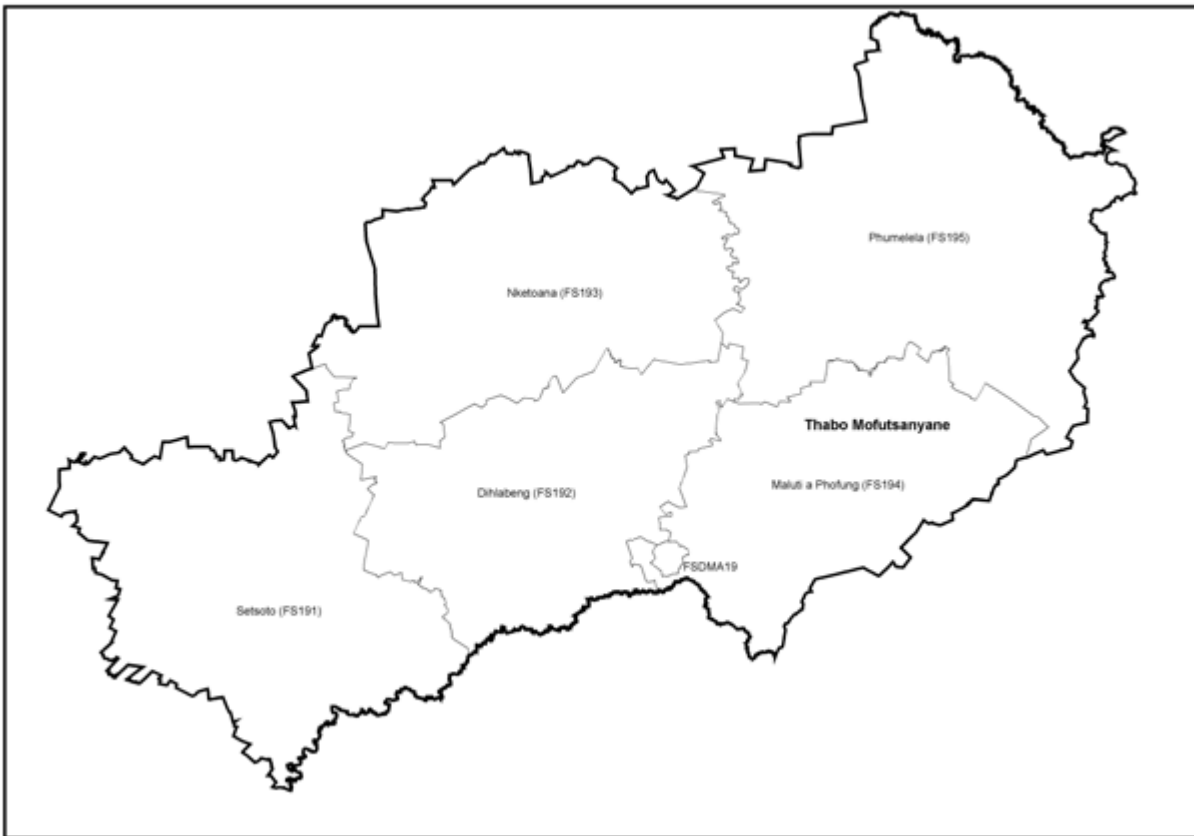 Phumelela (FS195)
Nketoana (FS193)
Thabo Mofutsanyane
Maluti a Phofung (FS194)
Dihlabeng (FS192)
FSDMA19
Setsoto (FS191)